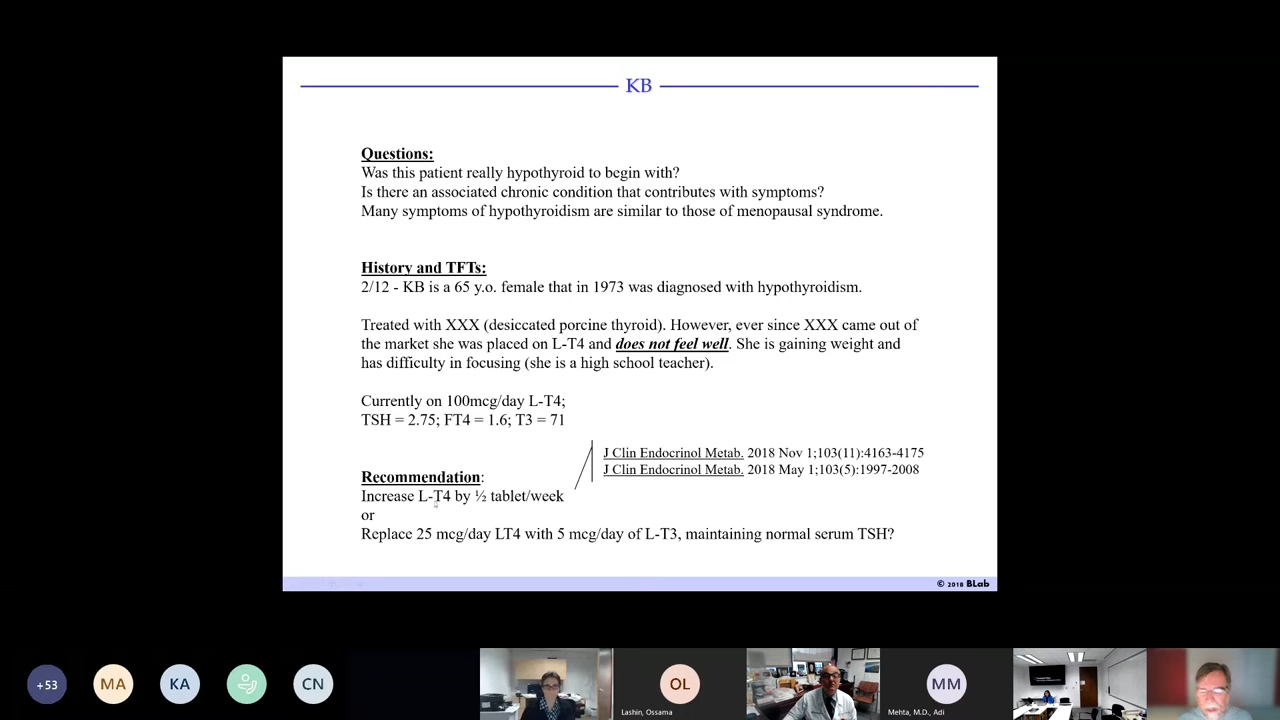 KB
Questions:
Was this patient really hypothyroid to begin with?
Is there an associated chronic condition that contributes with symptoms?
Many symptoms of hypothyroidism are similar to those of menopausal syndrome.
History and TFTs:
2/12 - KB is a 65 y.o. female that in 1973 was diagnosed with hypothyroidism.
Treated with XXX (desiccated porcine thyroid). However, ever since XXX came out of
the market she was placed on L-T4 and does not feel well. She is gaining weight and
has difficulty in focusing (she is a high school teacher).
Currently on 100mcg/day L-T4;
TSH = 2.75; FT4 = 1.6; T3 = 71
J Clin Endocrinol Metab. 2018 Nov 1;103(11):4163-4175
J Clin Endocrinol Metab. 2018 May 1;103(5):1997-2008
Recommendation:
Increase L-T4 by ½ tablet/week
or
Replace 25 mcg/day LT4 with 5 mcg/day of L-T3, maintaining normal serum TSH?
© 2018 BLab
+53
MA
KA
CN
OL
MM
Lashin, Ossama
Mehta, M.D., Adi